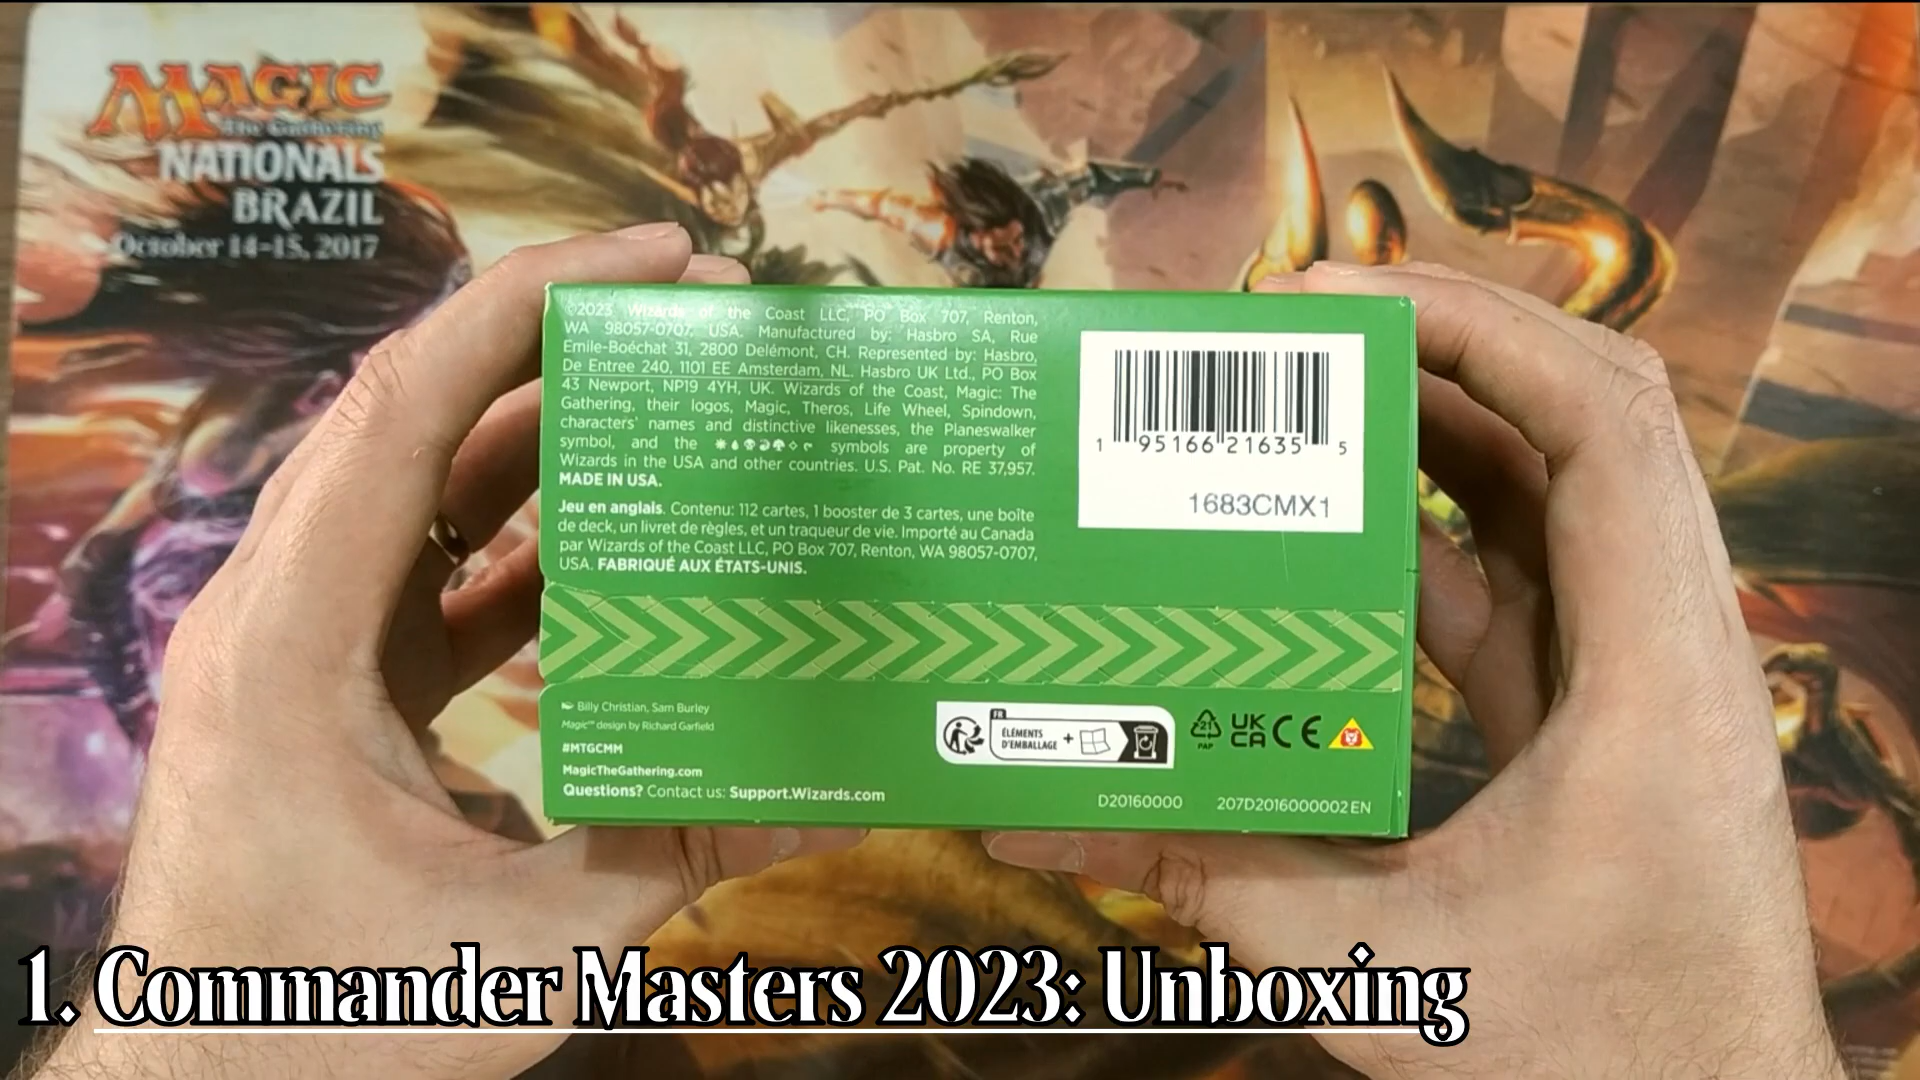 MAGIC
The Gathering
NATIONALS
BRAZIL
October 14-15, 2017
©2023 Wizards of the Coast LLC, PO Box 707, Renton,
WA 98057-0707, USA. Manufactured by: Hasbro SA, Rue
Emile-Boéchat 31, 2800 Delémont, CH. Represented by: Hasbro,
De Entree 240, 1101 EE Amsterdam, NL. Hasbro UK Ltd., PO Box
43 Newport, NP19 4YH, UK. Wizards of the Coast, Magic: The
Gathering, their logos, Magic, Theros, Life Wheel, Spindown,
characters' names and distinctive likenesses, the Planeswalker
symbol, and the symbols are property of
Wizards in the USA and other countries. U.S. Pat. No. RE 37,957.
MADE IN USA.
Jeu en anglais. Contenu: 112 cartes, 1 booster de 3 cartes, une boîte
de deck, un livret de règles, et un traqueur de vie. Importé au Canada
par Wizards of the Coast LLC, PO Box 707, Renton, WA 98057-0707,
USA. FABRIQUÉ AUX ÉTATS-UNIS.
1 95166 21635 5
1683CMX1
Billy Christian, Sam Burley
Magic™ design by Richard Garfield
#MTGCMM
MagicTheGathering.com
Questions? Contact us: Support.Wizards.com
FR
ÉLÉMENTS
D'EMBALLAGE +
21
PAP
UK
CA
CE
D20160000 207D2016000002EN
1. Commander Masters 2023: Unboxing